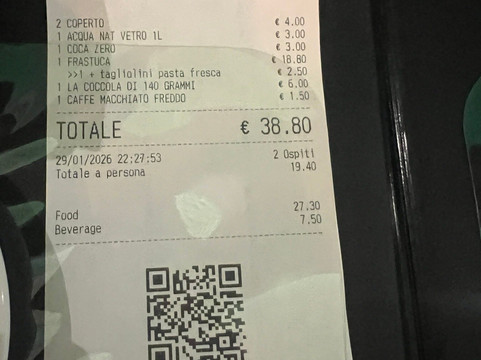 2 COPERTO € 4.00
1 ACQUA NAT VETRO 1L € 3.00
1 COCA ZERO € 3.00
1 FRASTUCA € 18.80
>>1 + tagliolini pasta fresca € 2.50
1 LA COCCOLA DI 140 GRAMMI € 6.00
1 CAFFE MACCHIATO FREDDO € 1.50
TOTALE € 38.80
29/01/2026 22:27:53 2 Ospiti
Totale a persona 19.40
Food 27.30
Beverage 7.50